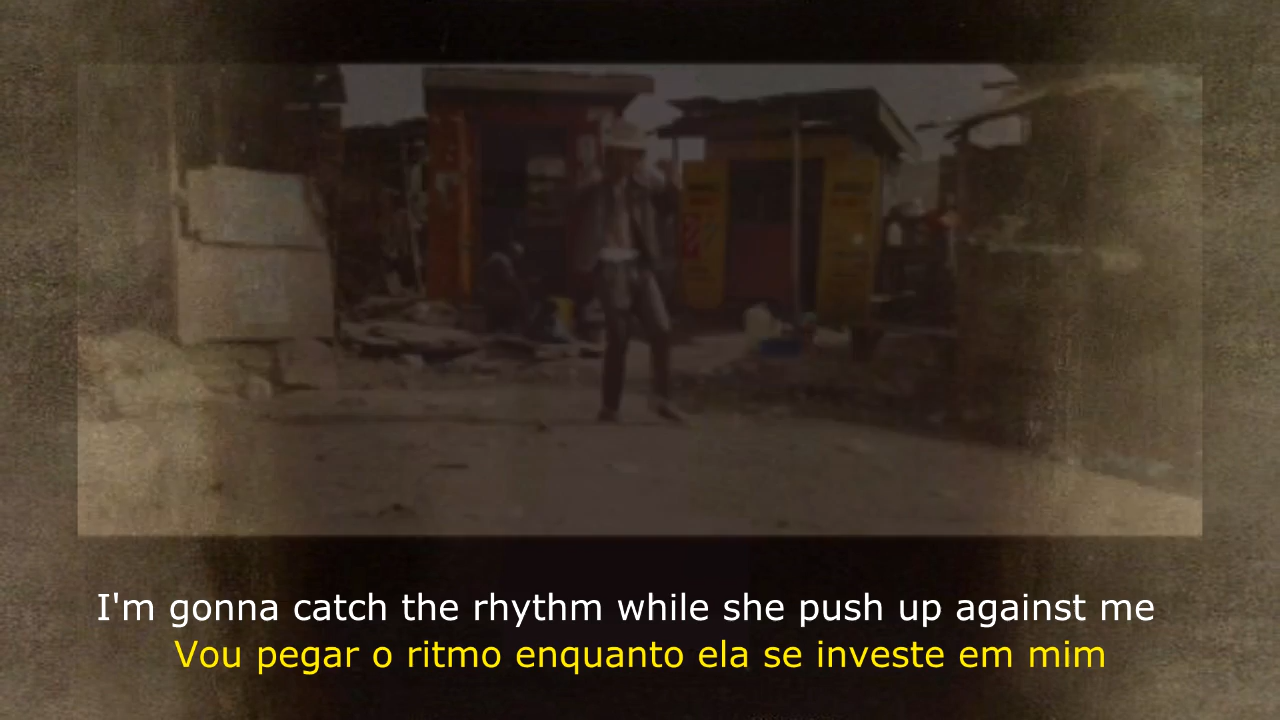 I'm gonna catch the rhythm while she push up against me
Vou pegar o ritmo enquanto ela se investe em mim